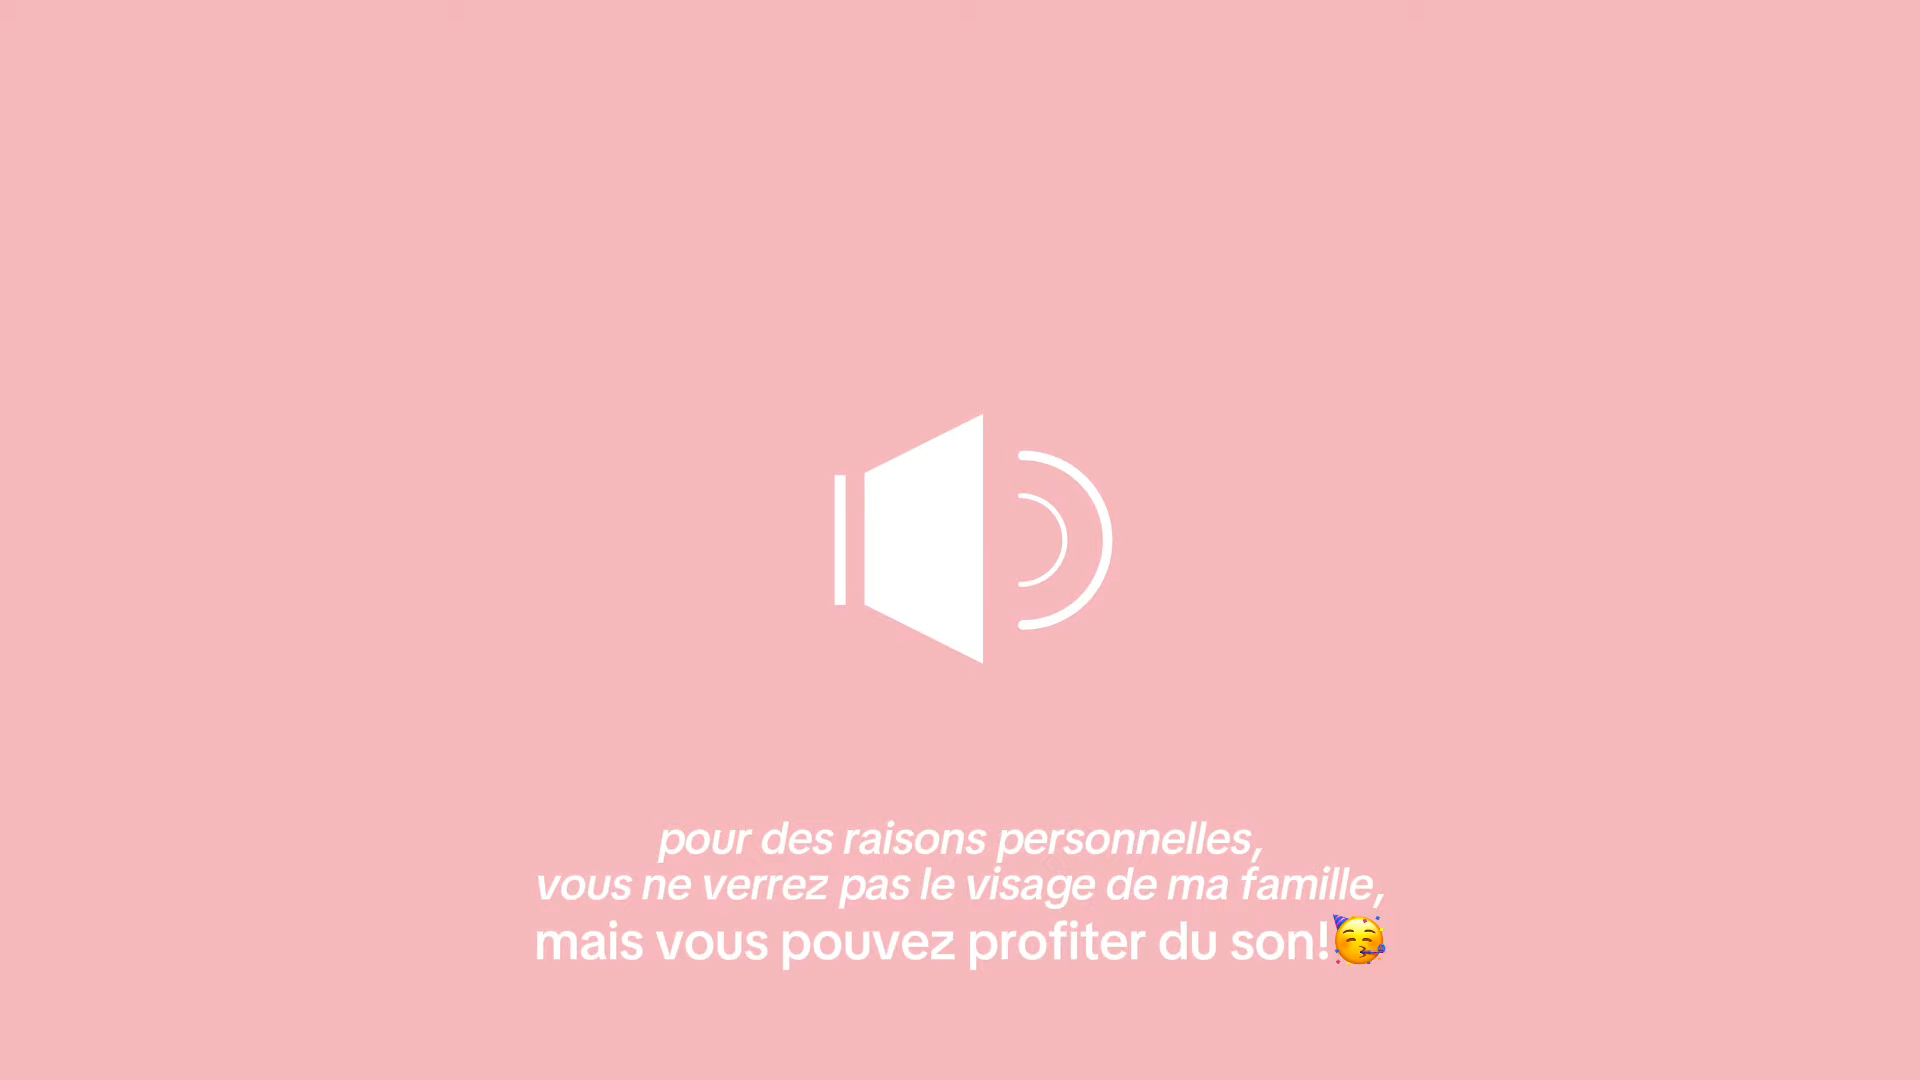 pour des raisons personnelles,
vous ne verrez pas le visage de ma famille,
mais vous pouvez profiter du son!🥳